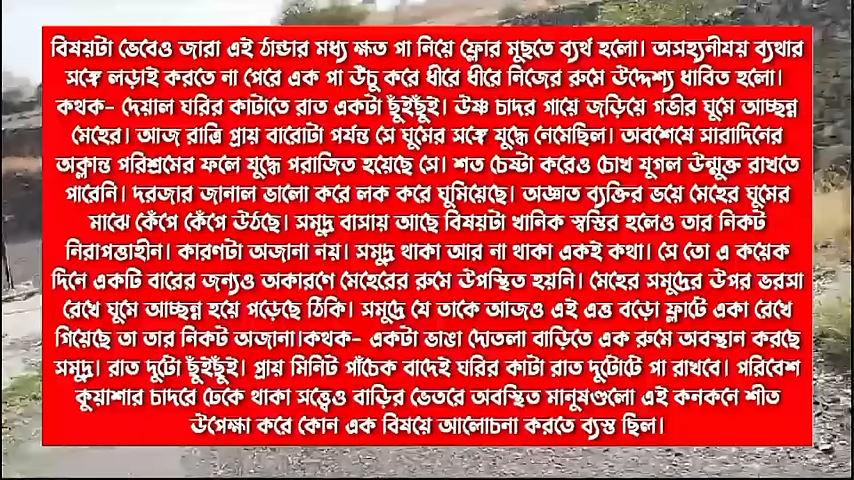 বিষয়টা ভেবেও জারা এই ঠান্ডার মধ্য ক্ষত পা নিয়ে ফ্লোর মুছতে ব্যর্থ হলো। অসহ্যনীযয় ব্যথার
সঙ্গে লড়াই করতে না পেরে এক পা উঁচু করে ধীরে ধীরে নিজের রুমে উদ্দেশ্য ধাবিত হলো।
কথক- দেয়াল ঘরির কাটাতে রাত একটা ছুঁইছুঁই। উষ্ণ চাদর গায়ে জড়িয়ে গভীর ঘুমে আচ্ছন্ন
মেহের। আজ রাত্রি প্রায় বারোটা পর্যন্ত সে ঘুমের সঙ্গে যুদ্ধে নেমেছিল। অবশেষে সারাদিনের
অক্লান্ত পরিশ্রমের ফলে যুদ্ধে পরাজিত হয়েছে সে। শত চেষ্টা করেও চোখ যুগল উন্মুক্ত রাখতে
পারেনি। দরজার জানাল ভালো করে লক করে ঘুমিয়েছে। অজ্ঞাত ব্যক্তির ভয়ে মেহের ঘুমের
মাঝে কেঁপে কেঁপে উঠছে। সমুদ্র বাসায় আছে বিষয়টা খানিক স্বস্তির হলেও তার নিকট
নিরাপত্তাহীন। কারণটা অজানা নয়। সমুদ্র থাকা আর না থাকা একই কথা। সে তো এ কয়েক
দিনে একটি বারের জন্যও অকারণে মেহেরের রুমে উপস্থিত হয়নি। মেহের সমুদ্রের উপর ভরসা
রেখে ঘুমে আচ্ছন্ন হয়ে পড়েছে ঠিকি। সমুদ্রে যে তাকে আজও এই এত্ত বড়ো ফ্লাটে একা রেখে
গিয়েছে তা তার নিকট অজানা।কথক- একটা ভাঙা দোতলা বাড়িতে এক রুমে অবস্থান করছে
সমুদ্র। রাত দুটো ছুঁইছুঁই। প্রায় মিনিট পাঁচেক বাদেই ঘরির কাটা রাত দুটোটে পা রাখবে। পরিবেশ
কুয়াশার চাদরে ঢেকে থাকা সত্ত্বেও বাড়ির ভেতরে অবস্থিত মানুষগুলো এই কনকনে শীত
উপেক্ষা করে কোন এক বিষয়ে আলোচনা করতে ব্যস্ত ছিল।